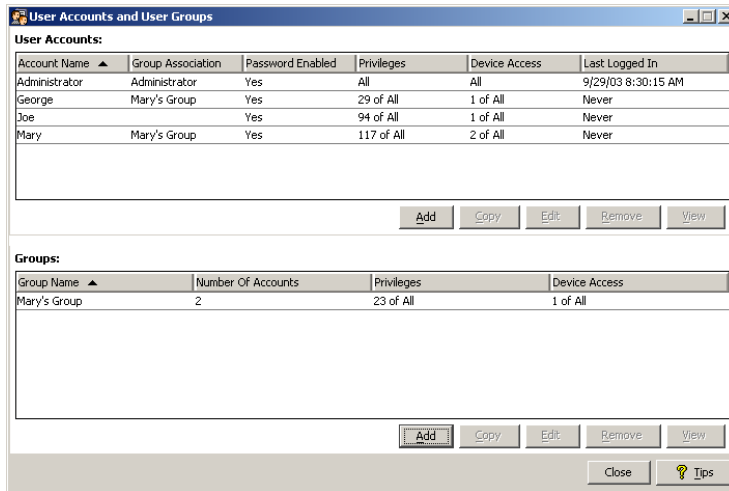 User Accounts and User Groups
User Accounts:
Account Name Group Association Password Enabled Privileges Device Access Last Logged In
Administrator Administrator Yes All All 9/29/03 8:30:15 AM
George Mary's Group Yes 29 of All 1 of All Never
Joe Yes 94 of All 1 of All Never
Mary Mary's Group Yes 117 of All 2 of All Never
Add Copy Edit Remove View
Groups:
Group Name Number Of Accounts Privileges Device Access
Mary's Group 2 23 of All 1 of All
Add Copy Edit Remove View
Close ? Tips